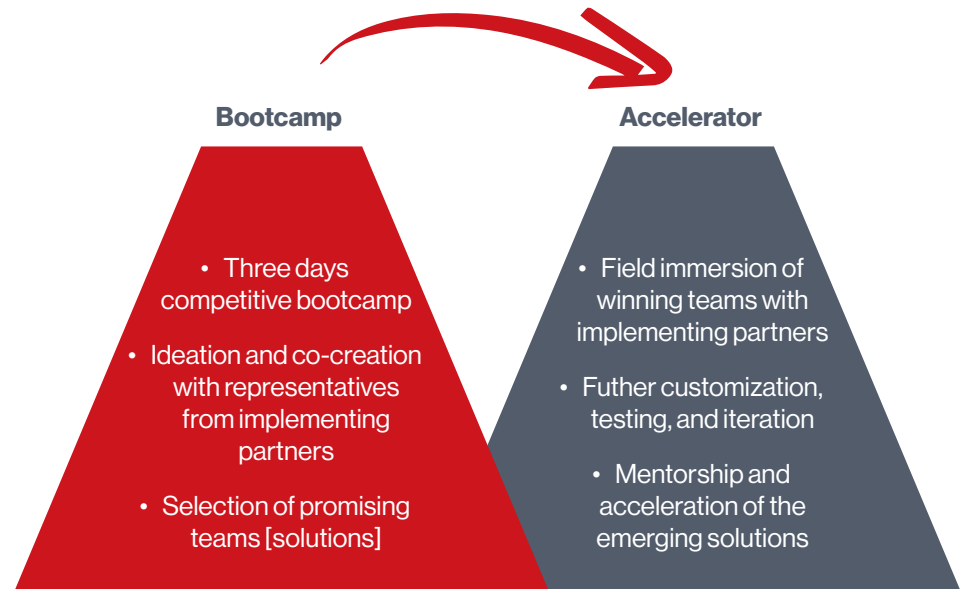 Bootcamp
• Three days
competitive bootcamp
• Ideation and co-creation
with representatives
from implementing
partners
• Selection of promising
teams [solutions]
Accelerator
• Field immersion of
winning teams with
implementing partners
• Futher customization,
testing, and iteration
• Mentorship and
acceleration of the
emerging solutions